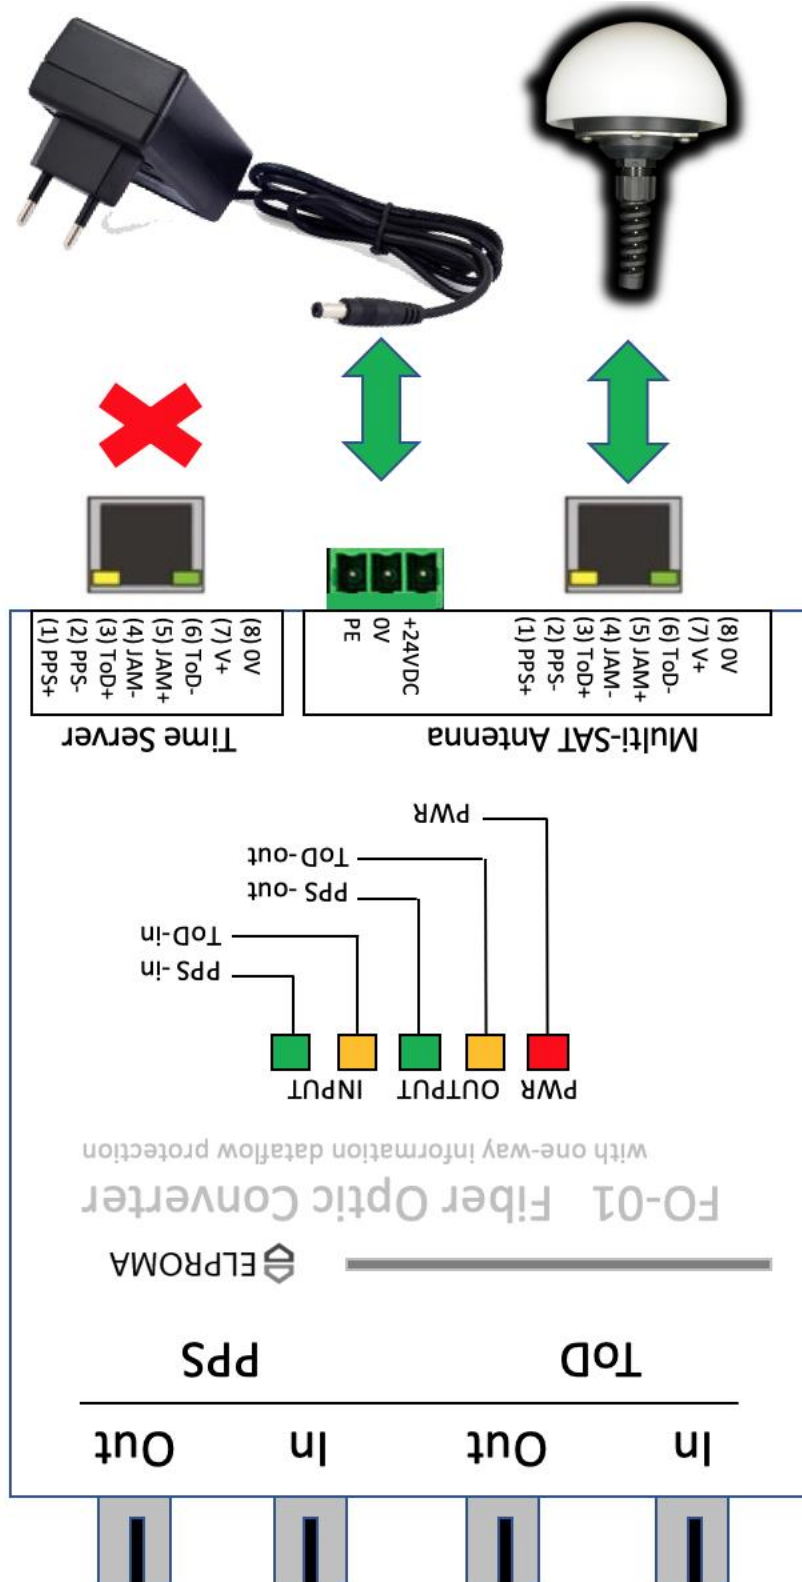 (1) PPS+
(2) PPS-
(3) ToD+
(4) JAM-
(5) JAM+
(6) ToD-
(7) V+
(8) 0V
PE
0V
+24VDC
(1) PPS+
(2) PPS-
(3) ToD+
(4) JAM-
(5) JAM+
(6) ToD-
(7) V+
(8) 0V
Time Server
Multi-SAT Antenna
PWR
ToD-out
PPS -out
ToD-in
PPS -in
INPUT
OUTPUT
PWR
with one-way information dataflow protection
FO-01 Fiber Optic Converter
ELPROMA
PPS
ToD
Out
In
Out
In